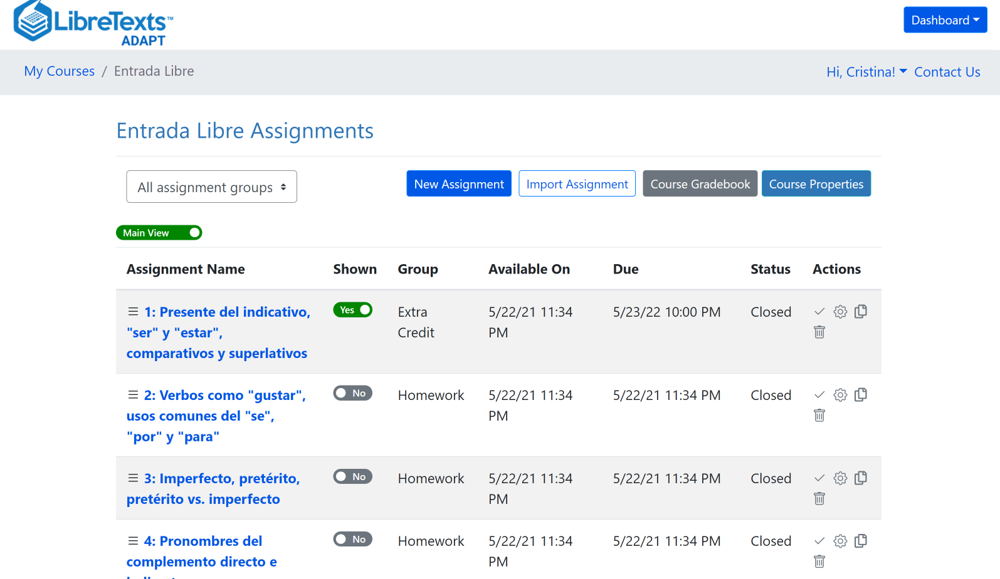 LibreTexts™
ADAPT
Dashboard
My Courses / Entrada Libre
Hi, Cristina! Contact Us
Entrada Libre Assignments
All assignment groups
New Assignment Import Assignment Course Gradebook Course Properties
Main View
Assignment Name Shown Group Available On Due Status Actions
1: Presente del indicativo, Yes Extra 5/22/21 11:34 5/23/22 10:00 PM Closed
"ser" y "estar", Credit PM
comparativos y superlativos
2: Verbos como "gustar", No Homework 5/22/21 11:34 5/22/21 11:34 PM Closed
usos comunes del "se", PM
"por" y "para"
3: Imperfecto, pretérito, No Homework 5/22/21 11:34 5/22/21 11:34 PM Closed
pretérito vs. imperfecto PM
4: Pronombres del No Homework 5/22/21 11:34 5/22/21 11:34 PM Closed
complemento directo e PM